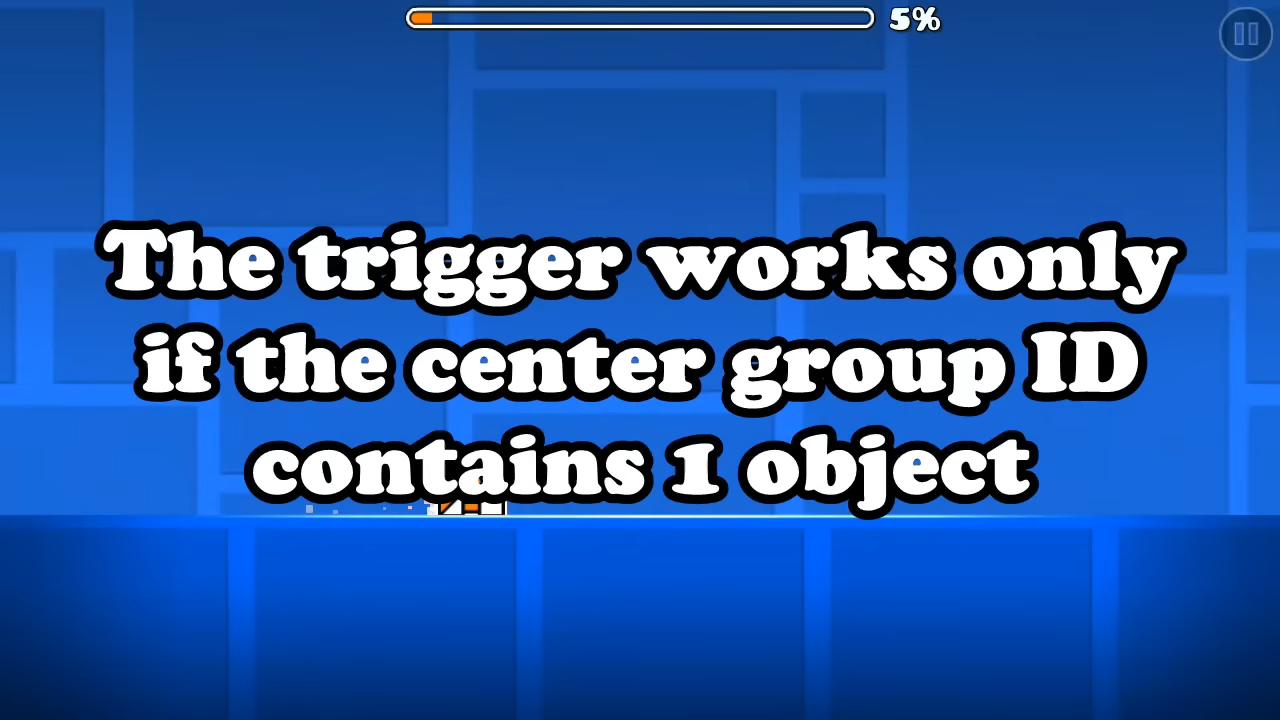 5%
The trigger works only
if the center group ID
contains 1 object